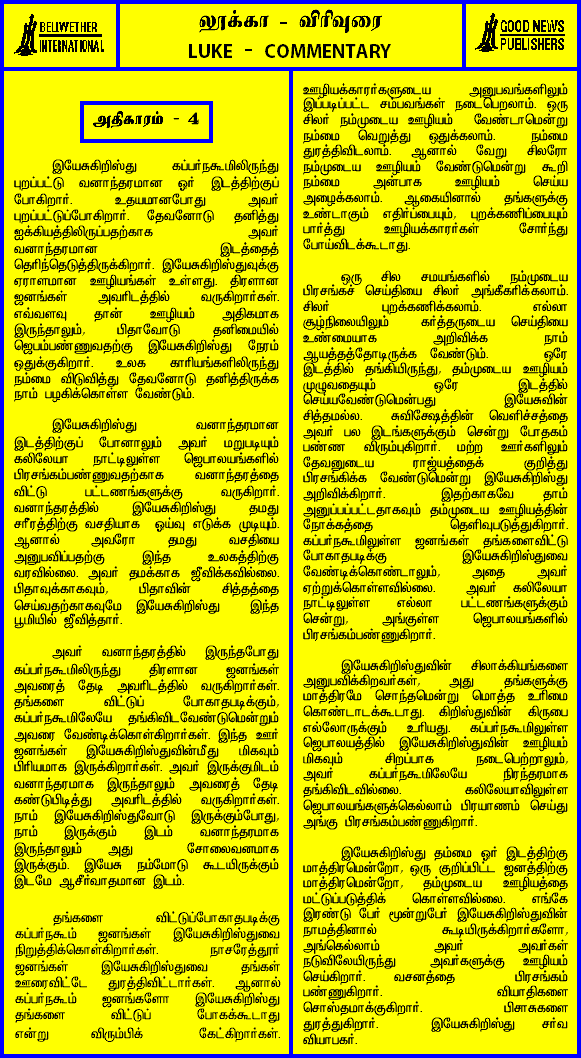 BELLWETHER
INTERNATIONAL
லூக்கா - விரிவுரை
LUKE - COMMENTARY
GOOD NEWS
PUBLISHERS
அதிகாரம் - 4
இயேசுகிறிஸ்து கப்பர்நகூமிலிருந்து
புறப்பட்டு வனாந்தரமான ஓர் இடத்திற்குப்
போகிறார். உதயமானபோது அவர்
புறப்பட்டுப்போகிறார். தேவனோடு தனித்து
ஐக்கியத்திலிருப்பதற்காக அவர்
வனாந்தரமான இடத்தைத்
தெரிந்தெடுத்திருக்கிறார். இயேசுகிறிஸ்துவுக்கு
ஏராளமான ஊழியங்கள் உள்ளது. திரளான
ஜனங்கள் அவரிடத்தில் வருகிறார்கள்.
எவ்வளவு தான் ஊழியம் அதிகமாக
இருந்தாலும், பிதாவோடு தனிமையில்
ஜெபம்பண்ணுவதற்கு இயேசுகிறிஸ்து நேரம்
ஒதுக்குகிறார். உலக காரியங்களிலிருந்து
நம்மை விடுவித்து தேவனோடு தனித்திருக்க
நாம் பழகிக்கொள்ள வேண்டும்.
இயேசுகிறிஸ்து வனாந்தரமான
இடத்திற்குப் போனாலும் அவர் மறுபடியும்
கலிலேயா நாட்டிலுள்ள ஜெபாலயங்களில்
பிரசங்கம்பண்ணுவதற்காக வனாந்தரத்தை
விட்டு பட்டணங்களுக்கு வருகிறார்.
வனாந்தரத்தில் இயேசுகிறிஸ்து தமது
சரீரத்திற்கு வசதியாக ஓய்வு எடுக்க முடியும்.
ஆனால் அவரோ தமது வசதியை
அனுபவிப்பதற்கு இந்த உலகத்திற்கு
வரவில்லை. அவர் தமக்காக ஜீவிக்கவில்லை.
பிதாவுக்காகவும், பிதாவின் சித்தத்தை
செய்வதற்காகவுமே இயேசுகிறிஸ்து இந்த
பூமியில் ஜீவித்தார்.
அவர் வனாந்தரத்தில் இருந்தபோது
கப்பர்நகூமிலிருந்து திரளான ஜனங்கள்
அவரைத் தேடி அவரிடத்தில் வருகிறார்கள்.
தங்களை விட்டுப் போகாதபடிக்கும்,
கப்பர்நகூமிலேயே தங்கிவிடவேண்டுமென்றும்
அவரை வேண்டிக்கொள்கிறார்கள். இந்த ஊர்
ஜனங்கள் இயேசுகிறிஸ்துவின்மீது மிகவும்
பிரியமாக இருக்கிறார்கள். அவர் இருக்குமிடம்
வனாந்தரமாக இருந்தாலும் அவரைத் தேடி
கண்டுபிடித்து அவரிடத்தில் வருகிறார்கள்.
நாம் இயேசுகிறிஸ்துவோடு இருக்கும்போது,
நாம் இருக்கும் இடம் வனாந்தரமாக
இருந்தாலும் அது சோலைவனமாக
இருக்கும். இயேசு நம்மோடு கூடயிருக்கும்
இடமே ஆசீர்வாதமான இடம்.
தங்களை விட்டுப்போகாதபடிக்கு
கப்பர்நகூம் ஜனங்கள் இயேசுகிறிஸ்துவை
நிறுத்திக்கொள்கிறார்கள். நாசரேத்தூர்
ஜனங்கள் இயேசுகிறிஸ்துவை தங்கள்
ஊரைவிட்டே துரத்திவிட்டார்கள். ஆனால்
கப்பர்நகூம் ஜனங்களோ இயேசுகிறிஸ்து
தங்களை விட்டுப் போகக்கூடாது
என்று விரும்பிக் கேட்கிறார்கள்.
ஊழியக்காரர்களுடைய அனுபவங்களிலும்
இப்படிப்பட்ட சம்பவங்கள் நடைபெறலாம். ஒரு
சிலர் நம்முடைய ஊழியம் வேண்டாமென்று
நம்மை வெறுத்து ஒதுக்கலாம். நம்மை
துரத்திவிடலாம். ஆனால் வேறு சிலரோ
நம்முடைய ஊழியம் வேண்டுமென்று கூறி
நம்மை அன்பாக ஊழியம் செய்ய
அழைக்கலாம். ஆகையினால் தங்களுக்கு
உண்டாகும் எதிர்ப்பையும், புறக்கணிப்பையும்
பார்த்து ஊழியக்காரர்கள் சோர்ந்து
போய்விடக்கூடாது.
ஒரு சில சமயங்களில் நம்முடைய
பிரசங்கச் செய்தியை சிலர் அங்கீகரிக்கலாம்.
சிலர் புறக்கணிக்கலாம். எல்லா
சூழ்நிலையிலும் கர்த்தருடைய செய்தியை
உண்மையாக அறிவிக்க நாம்
ஆயத்தத்தோடிருக்க வேண்டும். ஒரே
இடத்தில் தங்கியிருந்து, தம்முடைய ஊழியம்
முழுவதையும் ஒரே இடத்தில்
செய்யவேண்டுமென்பது இயேசுவின்
சித்தமல்ல. சுவிசேஷத்தின் வெளிச்சத்தை
அவர் பல இடங்களுக்கும் சென்று போதகம்
பண்ண விரும்புகிறார். மற்ற ஊர்களிலும்
தேவனுடைய ராஜ்யத்தைக் குறித்து
பிரசங்கிக்க வேண்டுமென்று இயேசுகிறிஸ்து
அறிவிக்கிறார். இதற்காகவே தாம்
அனுப்பப்பட்டதாகவும் தம்முடைய ஊழியத்தின்
நோக்கத்தை தெளிவுபடுத்துகிறார்.
கப்பர்நகூமிலுள்ள ஜனங்கள் தங்களைவிட்டு
போகாதபடிக்கு இயேசுகிறிஸ்துவை
வேண்டிக்கொண்டாலும், அதை அவர்
ஏற்றுக்கொள்ளவில்லை. அவர் கலிலேயா
நாட்டிலுள்ள எல்லா பட்டணங்களுக்கும்
சென்று, அங்குள்ள ஜெபாலயங்களில்
பிரசங்கம்பண்ணுகிறார்.
இயேசுகிறிஸ்துவின் சிலாக்கியங்களை
அனுபவிக்கிறவர்கள், அது தங்களுக்கு
மாத்திரமே சொந்தமென்று மொத்த உரிமை
கொண்டாடக்கூடாது. கிறிஸ்துவின் கிருபை
எல்லோருக்கும் உரியது. கப்பர்நகூமிலுள்ள
ஜெபாலயத்தில் இயேசுகிறிஸ்துவின் ஊழியம்
மிகவும் சிறப்பாக நடைபெற்றாலும்,
அவர் கப்பர்நகூமிலேயே நிரந்தரமாக
தங்கிவிடவில்லை. கலிலேயாவிலுள்ள
ஜெபாலயங்களுக்கெல்லாம் பிரயாணம் செய்து
அங்கு பிரசங்கம்பண்ணுகிறார்.
இயேசுகிறிஸ்து தம்மை ஓர் இடத்திற்கு
மாத்திரமென்றோ, ஒரு குறிப்பிட்ட ஜனத்திற்கு
மாத்திரமென்றோ, தம்முடைய ஊழியத்தை
மட்டுப்படுத்திக் கொள்ளவில்லை. எங்கே
இரண்டு பேர் மூன்றுபேர் இயேசுகிறிஸ்துவின்
நாமத்தினால் கூடியிருக்கிறார்களோ,
அங்கெல்லாம் அவர் அவர்கள்
நடுவிலேயிருந்து அவர்களுக்கு ஊழியம்
செய்கிறார். வசனத்தை பிரசங்கம்
பண்ணுகிறார். வியாதிகளை
சொஸ்தமாக்குகிறார். பிசாசுகளை
துரத்துகிறார். இயேசுகிறிஸ்து சர்வ
வியாபகர்.